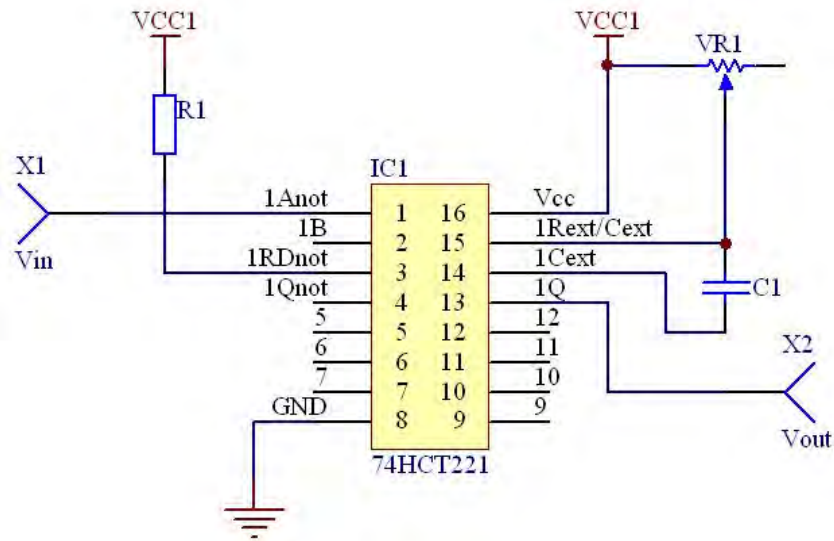 VCC1
VCC1
VR1
R1
X1
IC1
1Anot
1
16
Vcc
1B
2
15
1Rext/Cext
Vin
1RDnot
3
14
1Cext
1Qnot
4
13
1Q
C1
5
5
12
12
6
6
11
11
X2
7
7
10
10
GND
8
9
9
Vout
74HCT221